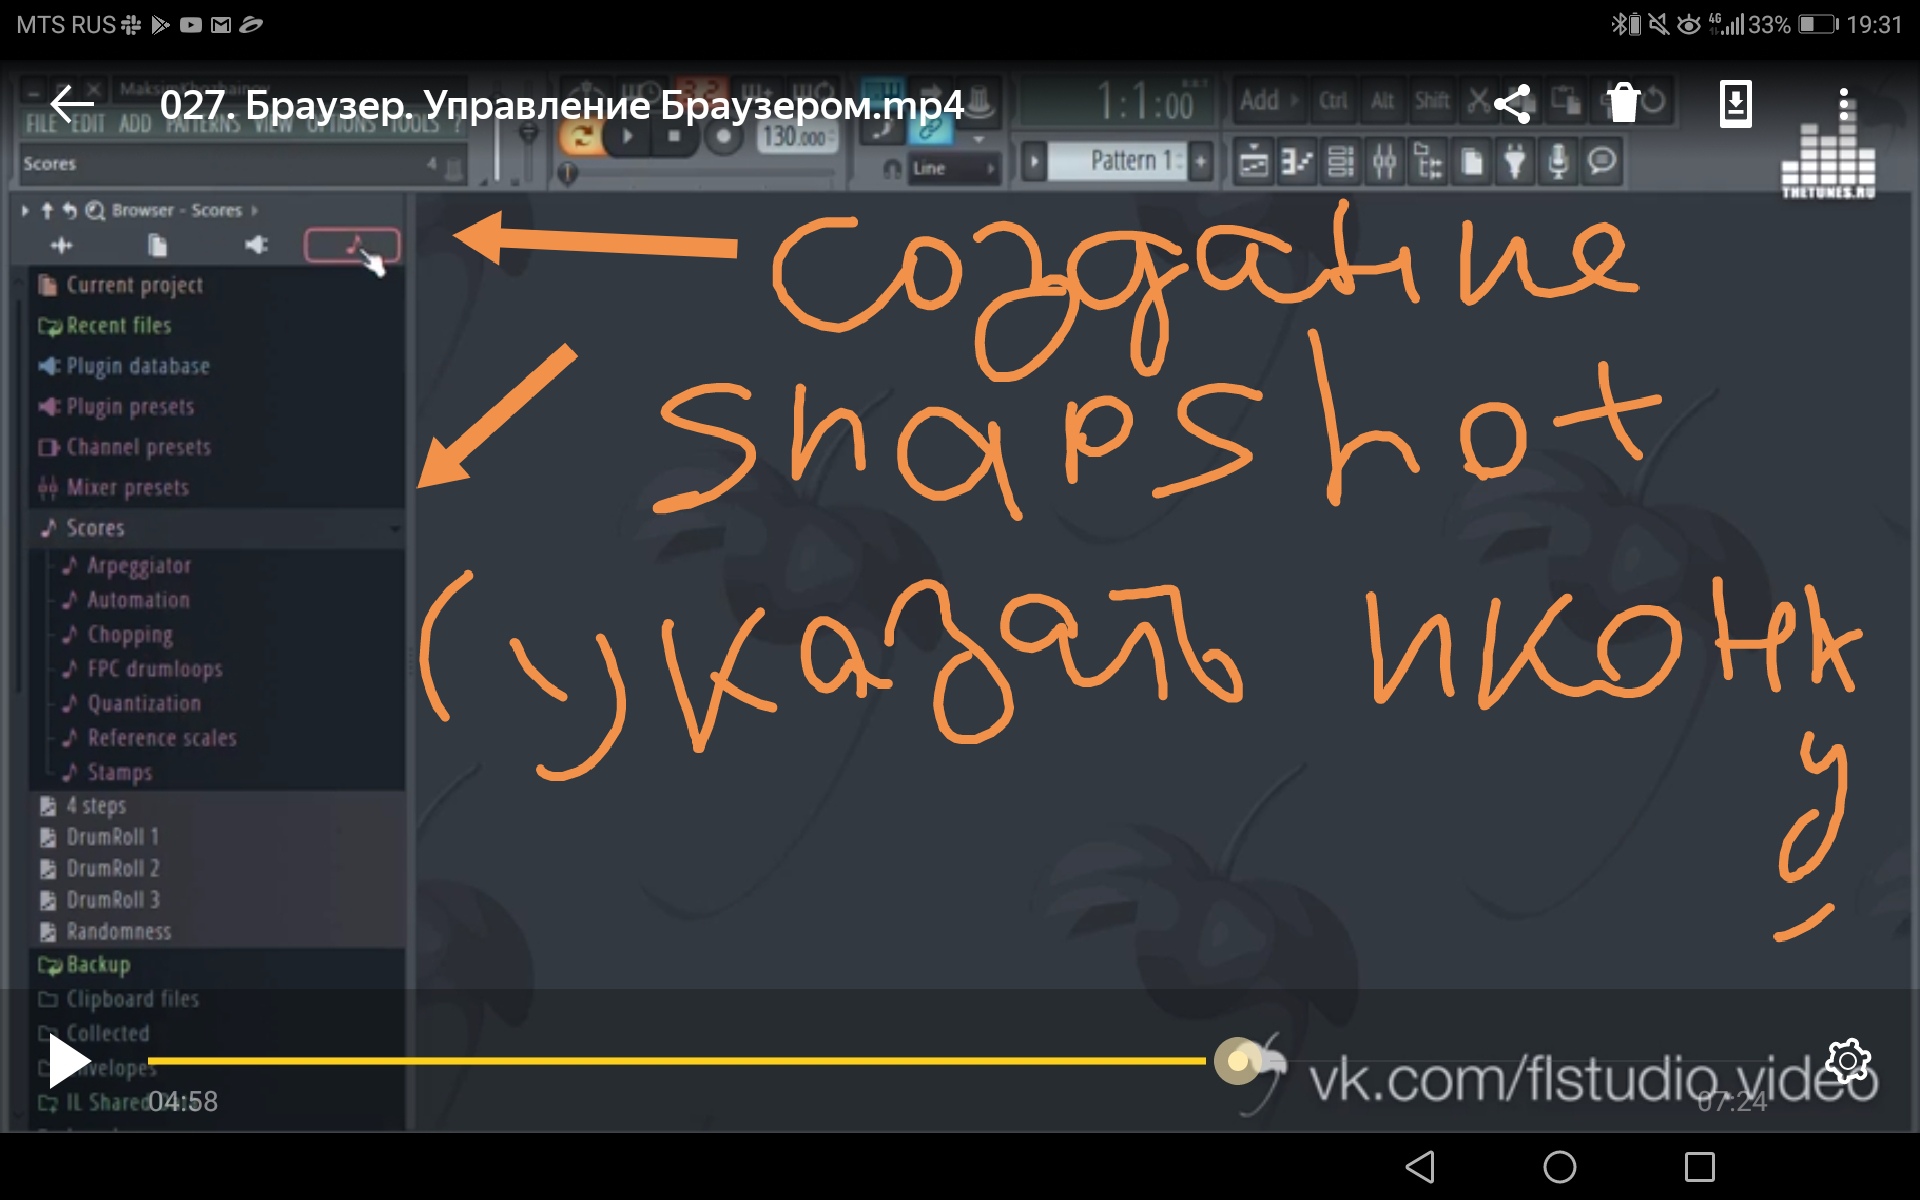 MTS RUS 4G 33% 19:31
027. Браузер. Управление Браузером.mp4
FILE EDIT ADD PATTERNS VIEW OPTIONS TOOLS ?
130.000
1:1:00
Add Ctrl Alt Shift
Scores 4
Line
Pattern 1
THETUNES.RU
Browser - Scores
Current project
Recent files
Plugin database
Plugin presets
Channel presets
Mixer presets
Scores
Arpeggiator
Automation
Chopping
FPC drumloops
Quantization
Reference scales
Stamps
4 steps
DrumRoll 1
DrumRoll 2
DrumRoll 3
Randomness
Backup
Clipboard files
Collected
IL Shared
создание
snapshot
(указать иконк
у
04:58
07:24
vk.com/flstudio.video